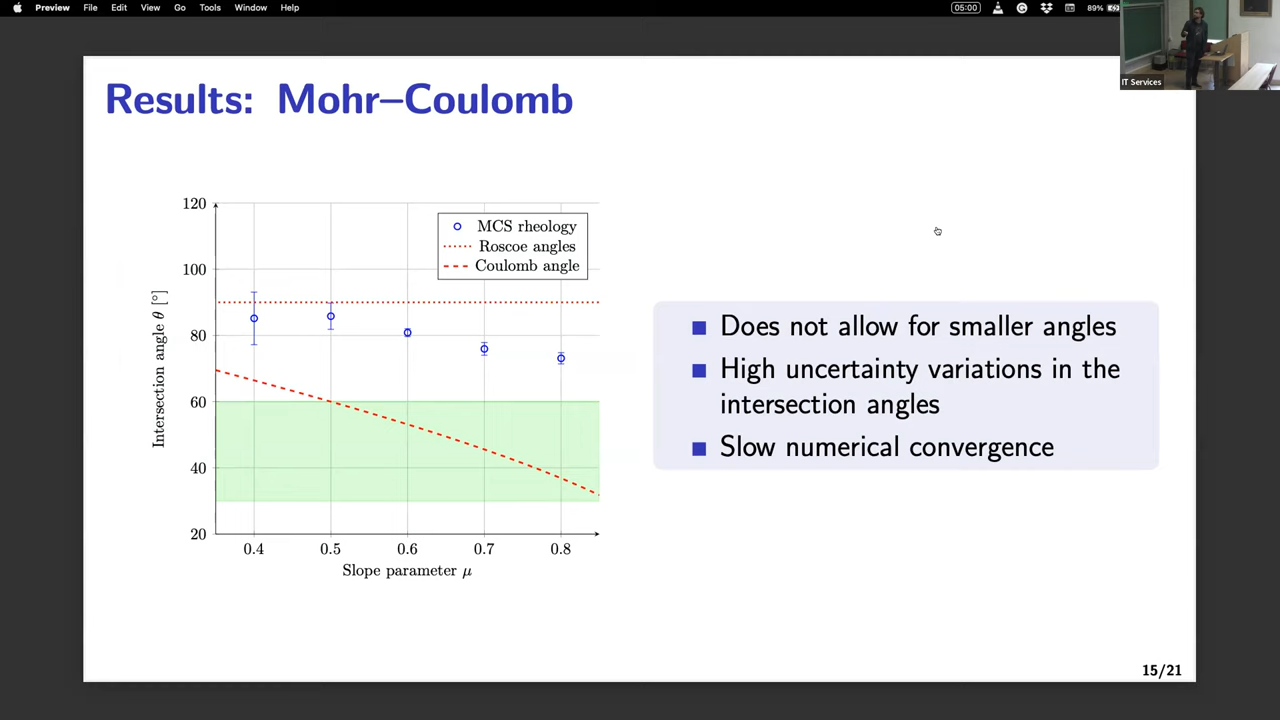 Preview File Edit View Go Tools Window Help 05:00 89%
IT Services
Results: Mohr–Coulomb
120
100
80
60
40
20
Intersection angle θ [°]
MCS rheology
Roscoe angles
Coulomb angle
0.4 0.5 0.6 0.7 0.8
Slope parameter μ
Does not allow for smaller angles
High uncertainty variations in the
intersection angles
Slow numerical convergence
15/21